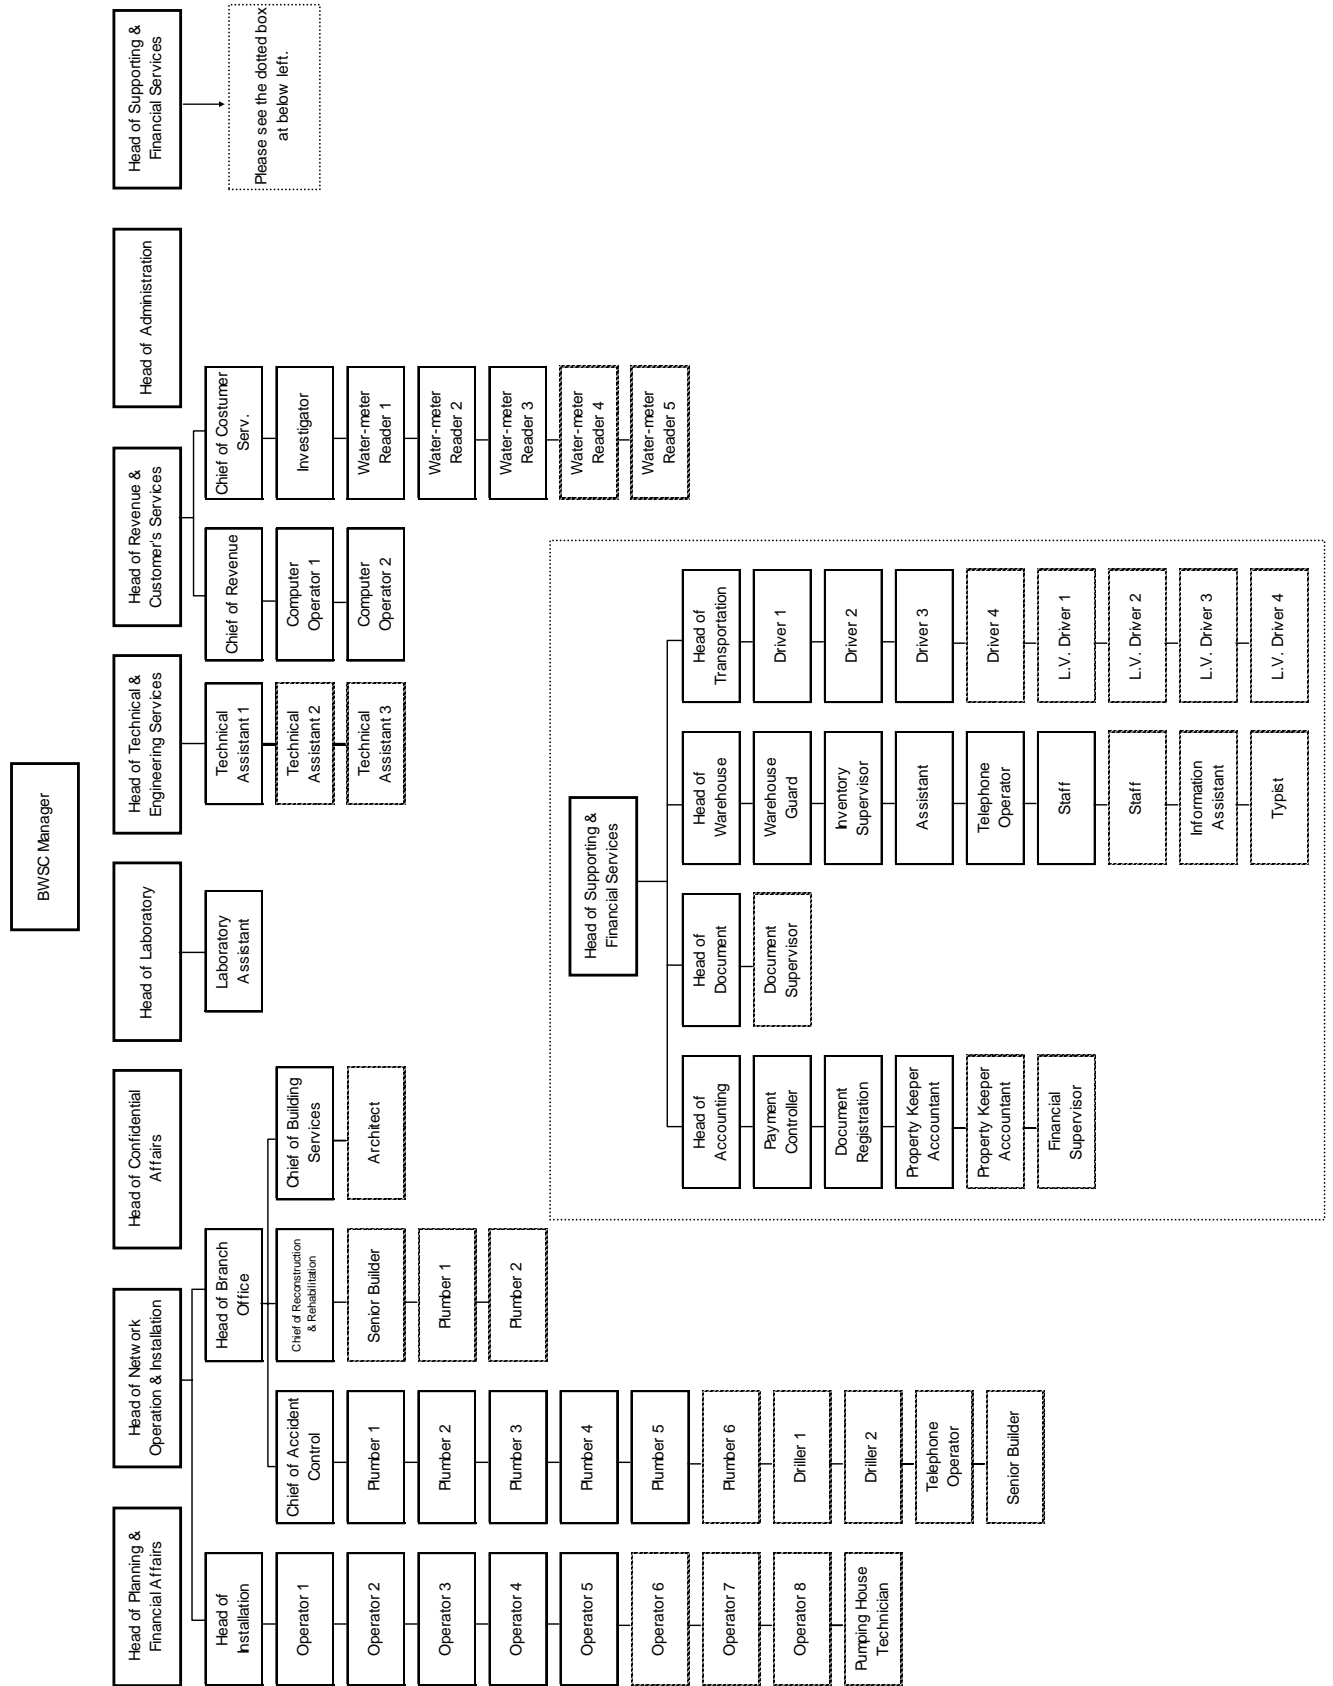 BWSC Manager
Head of Planning &
Financial Affairs
Head of Network
Operation & Installation
Head of Confidential
Affairs
Head of Laboratory
Head of Technical &
Engineering Services
Head of Revenue &
Customer's Services
Head of Administration
Head of Supporting &
Financial Services
Head of
Installation
Operator 1
Operator 2
Operator 3
Operator 4
Operator 5
Operator 6
Operator 7
Operator 8
Pumping House
Technician
Head of Branch
Office
Chief of Accident
Control
Plumber 1
Plumber 2
Plumber 3
Plumber 4
Plumber 5
Plumber 6
Driller 1
Driller 2
Telephone
Operator
Senior Builder
Chief of Reconstruction
& Rehabilitation
Senior Builder
Plumber 1
Plumber 2
Chief of Building
Services
Architect
Laboratory
Assistant
Technical
Assistant 1
Technical
Assistant 2
Technical
Assistant 3
Chief of Revenue
Computer
Operator 1
Computer
Operator 2
Chief of Costumer
Serv.
Investigator
Water-meter
Reader 1
Water-meter
Reader 2
Water-meter
Reader 3
Water-meter
Reader 4
Water-meter
Reader 5
Please see the dotted box
at below left.
Head of Supporting &
Financial Services
Head of
Accounting
Payment
Controller
Document
Registration
Property Keeper
Accountant
Property Keeper
Accountant
Financial
Supervisor
Head of
Document
Document
Supervisor
Head of
Warehouse
Warehouse
Guard
Inventory
Supervisor
Assistant
Telephone
Operator
Staff
Staff
Information
Assistant
Typist
Head of
Transportation
Driver 1
Driver 2
Driver 3
Driver 4
L.V. Driver 1
L.V. Driver 2
L.V. Driver 3
L.V. Driver 4